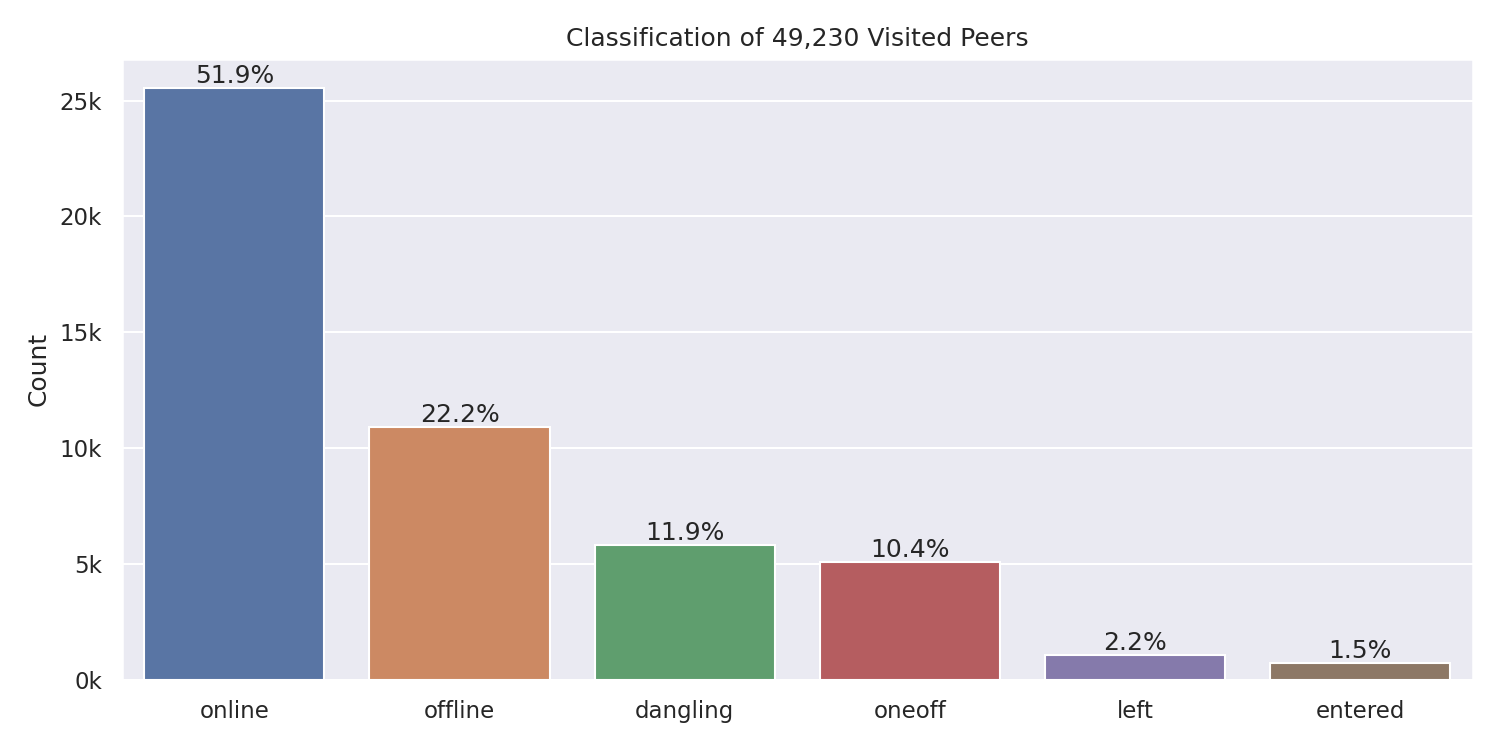 Classification of 49,230 Visited Peers
51.9%
25k
20k
15k
Count
22.2%
10k
11.9%
10.4%
5k
2.2%
1.5%
0k
online offline dangling oneoff left entered